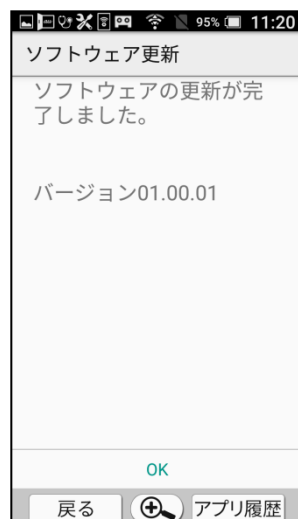 95% 11:20
ソフトウェア更新
ソフトウェアの更新が完
了しました。
バージョン01.00.01
OK
戻る アプリ履歴